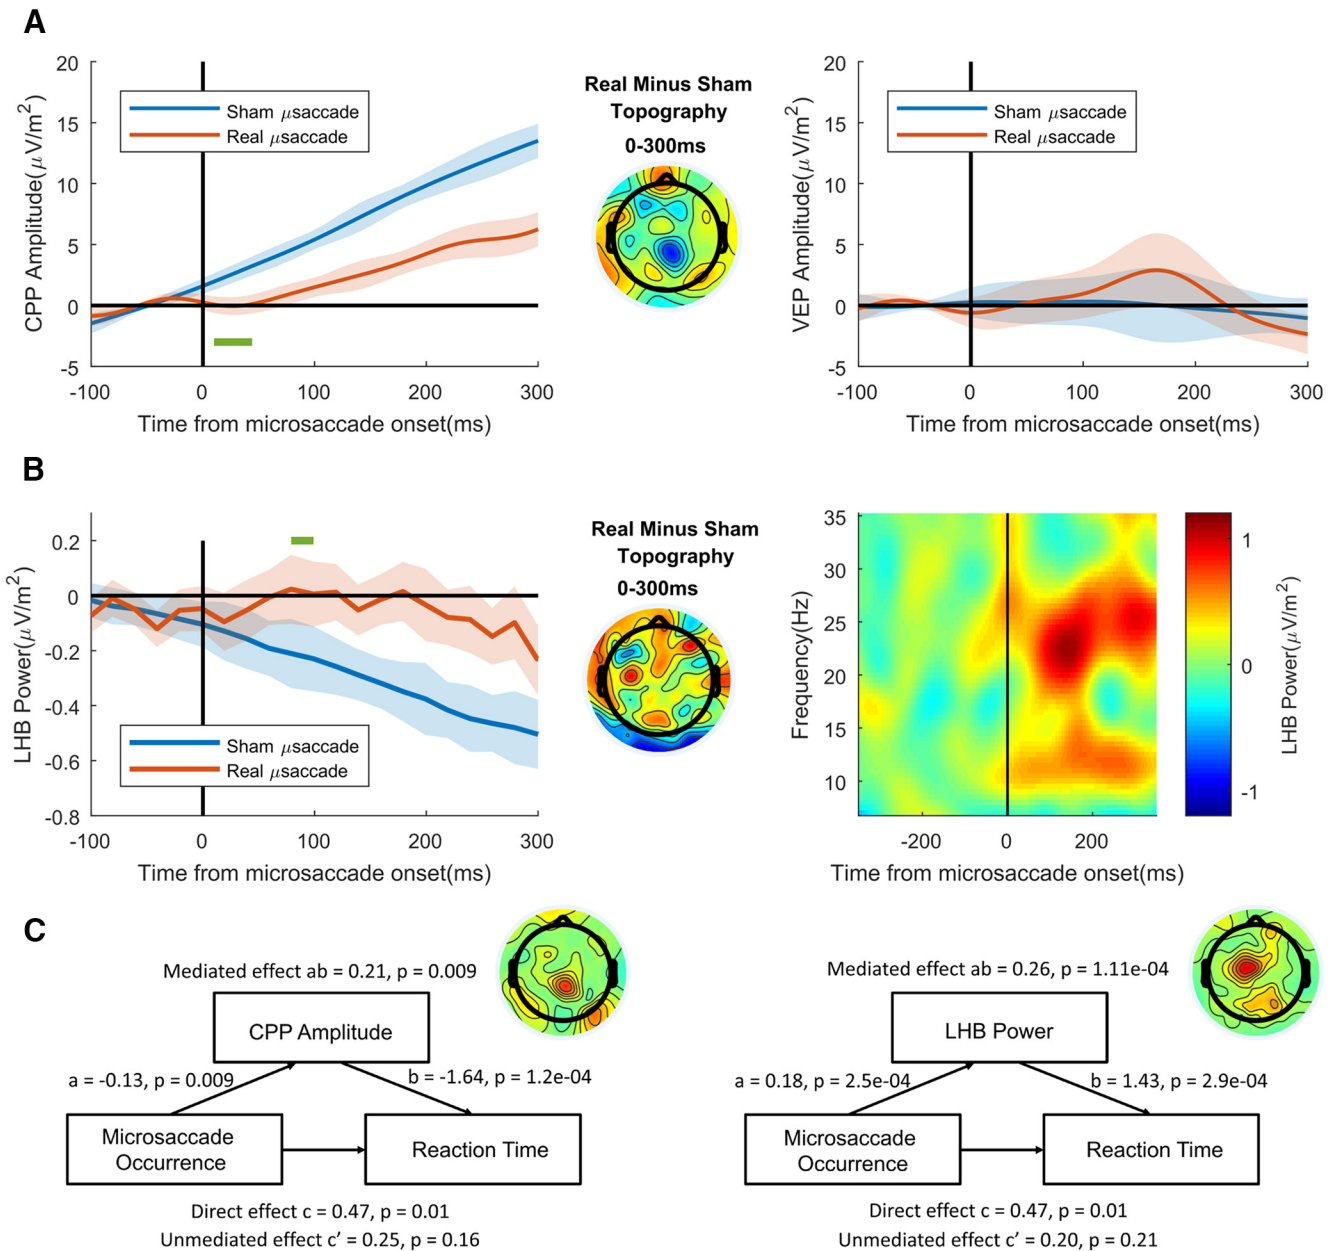 A
20
15
10
5
0
-5
-100
0
100
200
300
CPP Amplitude(μV/m²)
Time from microsaccade onset(ms)
Sham μsaccade
Real μsaccade
Real Minus Sham
Topography
0-300ms
20
15
10
5
0
-5
-100
0
100
200
300
VEP Amplitude(μV/m²)
Time from microsaccade onset(ms)
Sham μsaccade
Real μsaccade
B
0.2
0
-0.2
-0.4
-0.6
-0.8
-100
0
100
200
300
LHB Power(μV/m²)
Time from microsaccade onset(ms)
Sham μsaccade
Real μsaccade
Real Minus Sham
Topography
0-300ms
35
30
25
20
15
10
-200
0
200
Frequency(Hz)
Time from microsaccade onset(ms)
1
0
-1
LHB Power(μV/m²)
C
Mediated effect ab = 0.21, p = 0.009
CPP Amplitude
a = -0.13, p = 0.009
b = -1.64, p = 1.2e-04
Microsaccade
Occurrence
Reaction Time
Direct effect c = 0.47, p = 0.01
Unmediated effect c’ = 0.25, p = 0.16
Mediated effect ab = 0.26, p = 1.11e-04
LHB Power
a = 0.18, p = 2.5e-04
b = 1.43, p = 2.9e-04
Microsaccade
Occurrence
Reaction Time
Direct effect c = 0.47, p = 0.01
Unmediated effect c’ = 0.20, p = 0.21